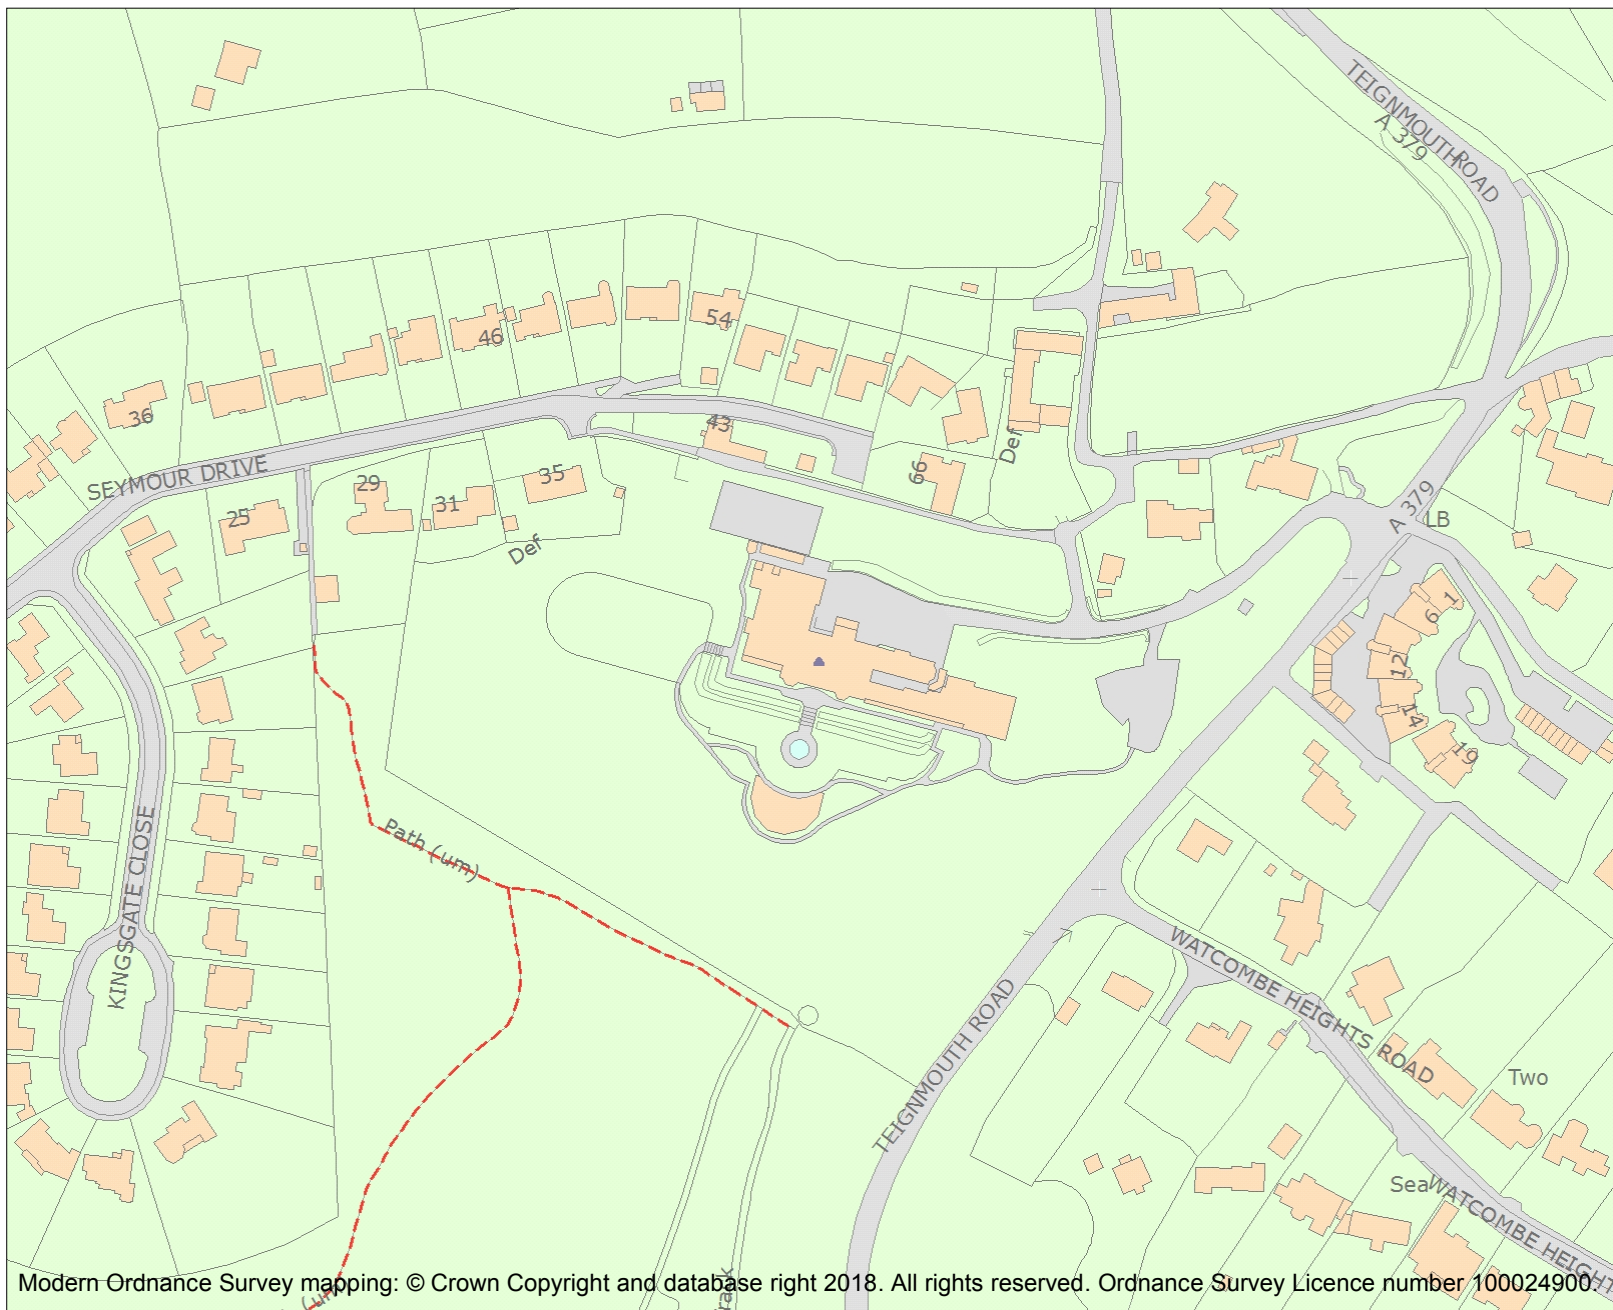 TEIGNMOUTH ROAD
A 379
54
46
36
43
SEYMOUR DRIVE
29
35
31
25
Def
Def
66
A 379
LB
1
6
12
14
19
Path (um)
KINGSGATE CLOSE
WATCOMBE HEIGHTS ROAD
TEIGNMOUTH ROAD
Two
Sea
WATCOMBE HEIGHT
Modern Ordnance Survey mapping: © Crown Copyright and database right 2018. All rights reserved. Ordnance Survey Licence number 100024900.